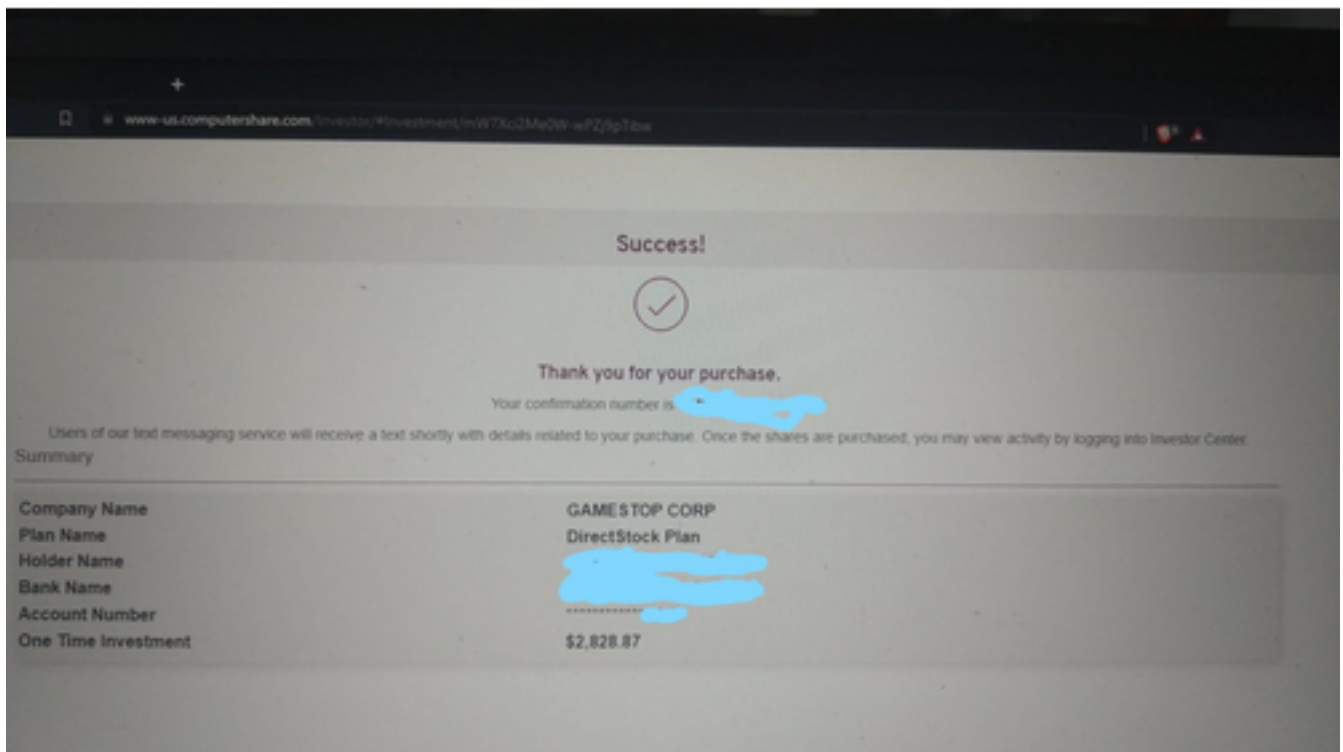 +
www-us.computershare.com/Investor/#Investment/
Success!
Thank you for your purchase.
Your confirmation number is
Users of our text messaging service will receive a text shortly with details related to your purchase. Once the shares are purchased, you may view activity by logging into Investor Center.
Summary
Company Name GAMESTOP CORP
Plan Name DirectStock Plan
Holder Name
Bank Name
Account Number ------------
One Time Investment $2,828.87